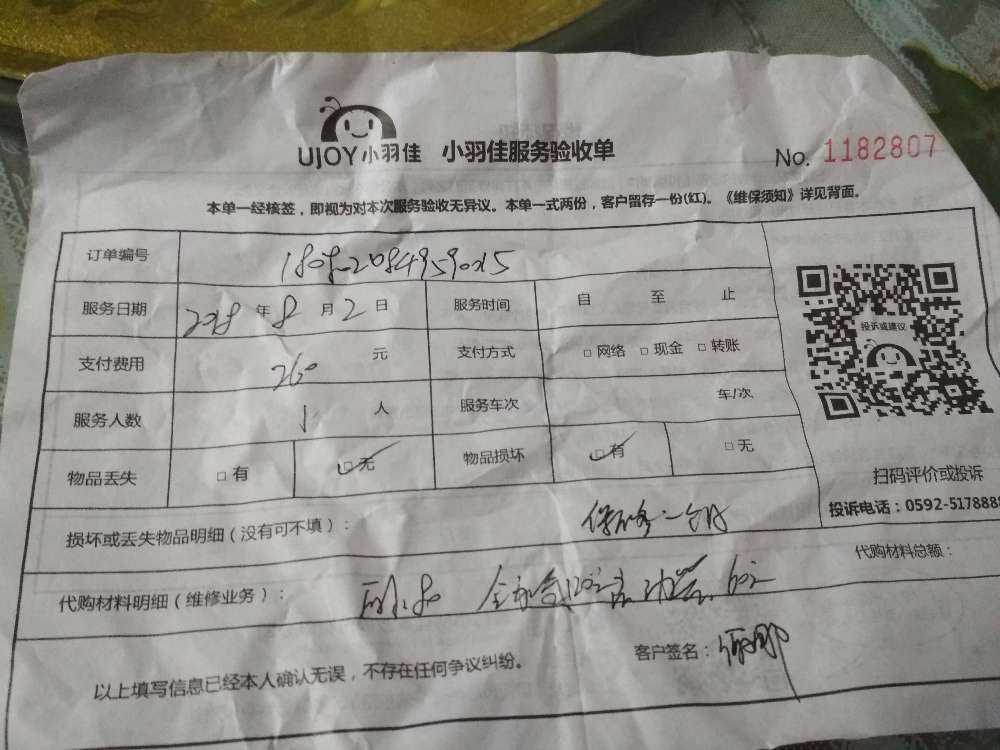 UJOY小羽佳 小羽佳服务验收单 No. 1182807
本单一经核签，即视为对本次服务验收无异议。本单一式两份，客户留存一份(红)。《维保须知》详见背面。
订单编号
服务日期 2018 年 8 月 2 日 服务时间 自 至 止
支付费用 260 元 支付方式 □ 网络 □ 现金 □ 转账
服务人数 1 人 服务车次 车/次
物品丢失 □ 有 □ 无 物品损坏 □ 有 □ 无
投诉或建议
扫码评价或投诉
投诉电话：0592-5178888
损坏或丢失物品明细（没有可不填）： 保修一个月
代购材料明细（维修业务）：
代购材料总额：
以上填写信息已经本人确认无误，不存在任何争议纠纷。
客户签名：